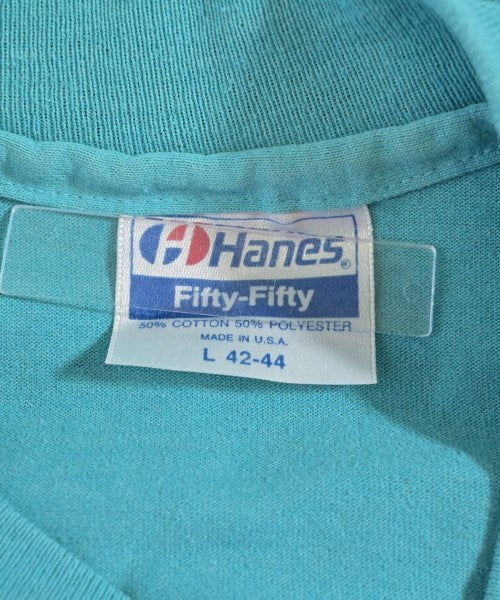 Hanes®
Fifty-Fifty
50% COTTON 50% POLYESTER
MADE IN U.S.A.
L 42-44